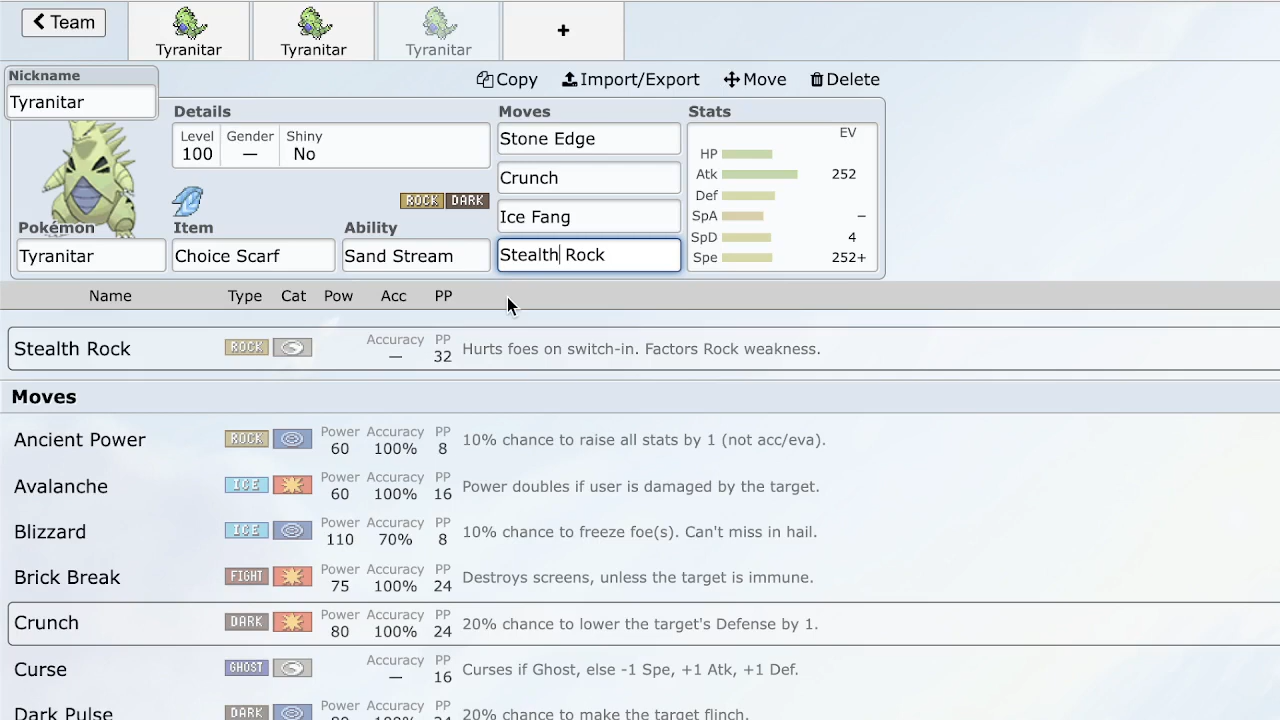 Team
Tyranitar
Tyranitar
Tyranitar
+
Nickname
Tyranitar
Copy
Import/Export
Move
Delete
Details
Moves
Stats
Level Gender Shiny
100 — No
Stone Edge
Crunch
Ice Fang
Stealth Rock
EV
HP
Atk 252
Def
SpA –
SpD 4
Spe 252+
ROCK DARK
Pokémon Item Ability
Tyranitar Choice Scarf Sand Stream
Name Type Cat Pow Acc PP
Stealth Rock ROCK Accuracy — PP 32 Hurts foes on switch-in. Factors Rock weakness.
Moves
Ancient Power ROCK Power 60 Accuracy 100% PP 8 10% chance to raise all stats by 1 (not acc/eva).
Avalanche ICE Power 60 Accuracy 100% PP 16 Power doubles if user is damaged by the target.
Blizzard ICE Power 110 Accuracy 70% PP 8 10% chance to freeze foe(s). Can't miss in hail.
Brick Break FIGHT Power 75 Accuracy 100% PP 24 Destroys screens, unless the target is immune.
Crunch DARK Power 80 Accuracy 100% PP 24 20% chance to lower the target's Defense by 1.
Curse GHOST Accuracy — PP 16 Curses if Ghost, else -1 Spe, +1 Atk, +1 Def.
Dark Pulse DARK Power 80 Accuracy 100% PP 24 20% chance to make the target flinch.